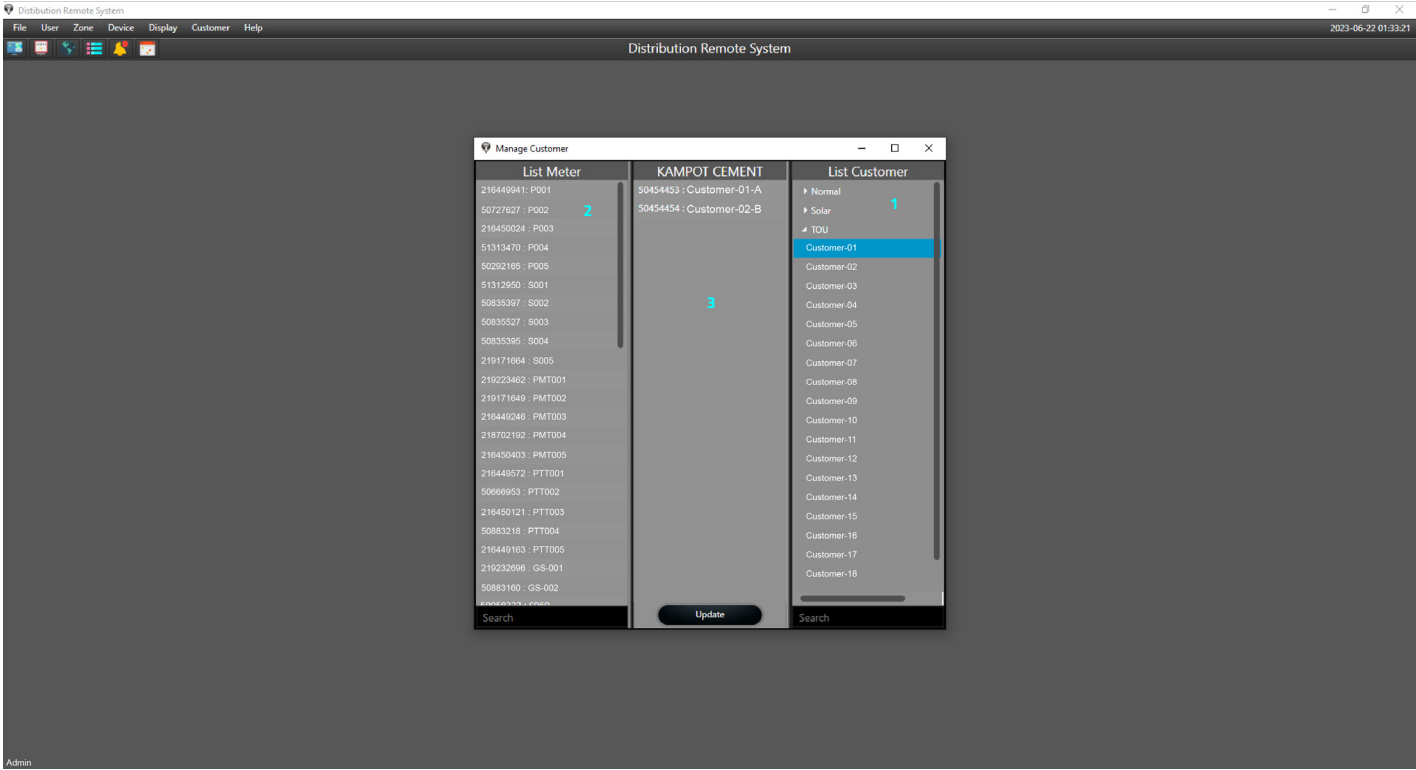 Distibution Remote System
File User Zone Device Display Customer Help
2023-06-22 01:33:21
Distribution Remote System
Manage Customer
List Meter
216449941: P001
50727627 : P002
2
216450024 : P003
51313470 : P004
50292165 : P005
51312950 : S001
50835397 : S002
50835527 : S003
50835395 : S004
219171664 : S005
219223462 : PMT001
219171649 : PMT002
216449246 : PMT003
218702192 : PMT004
216450403 : PMT005
216449572 : PTT001
50666953 : PTT002
216450121 : PTT003
50883218 : PTT004
216449163 : PTT005
219232696 : GS-001
50883160 : GS-002
Search
KAMPOT CEMENT
50454453 : Customer-01-A
50454454 : Customer-02-B
3
Update
List Customer
Normal
1
Solar
TOU
Customer-01
Customer-02
Customer-03
Customer-04
Customer-05
Customer-06
Customer-07
Customer-08
Customer-09
Customer-10
Customer-11
Customer-12
Customer-13
Customer-14
Customer-15
Customer-16
Customer-17
Customer-18
Search
Admin